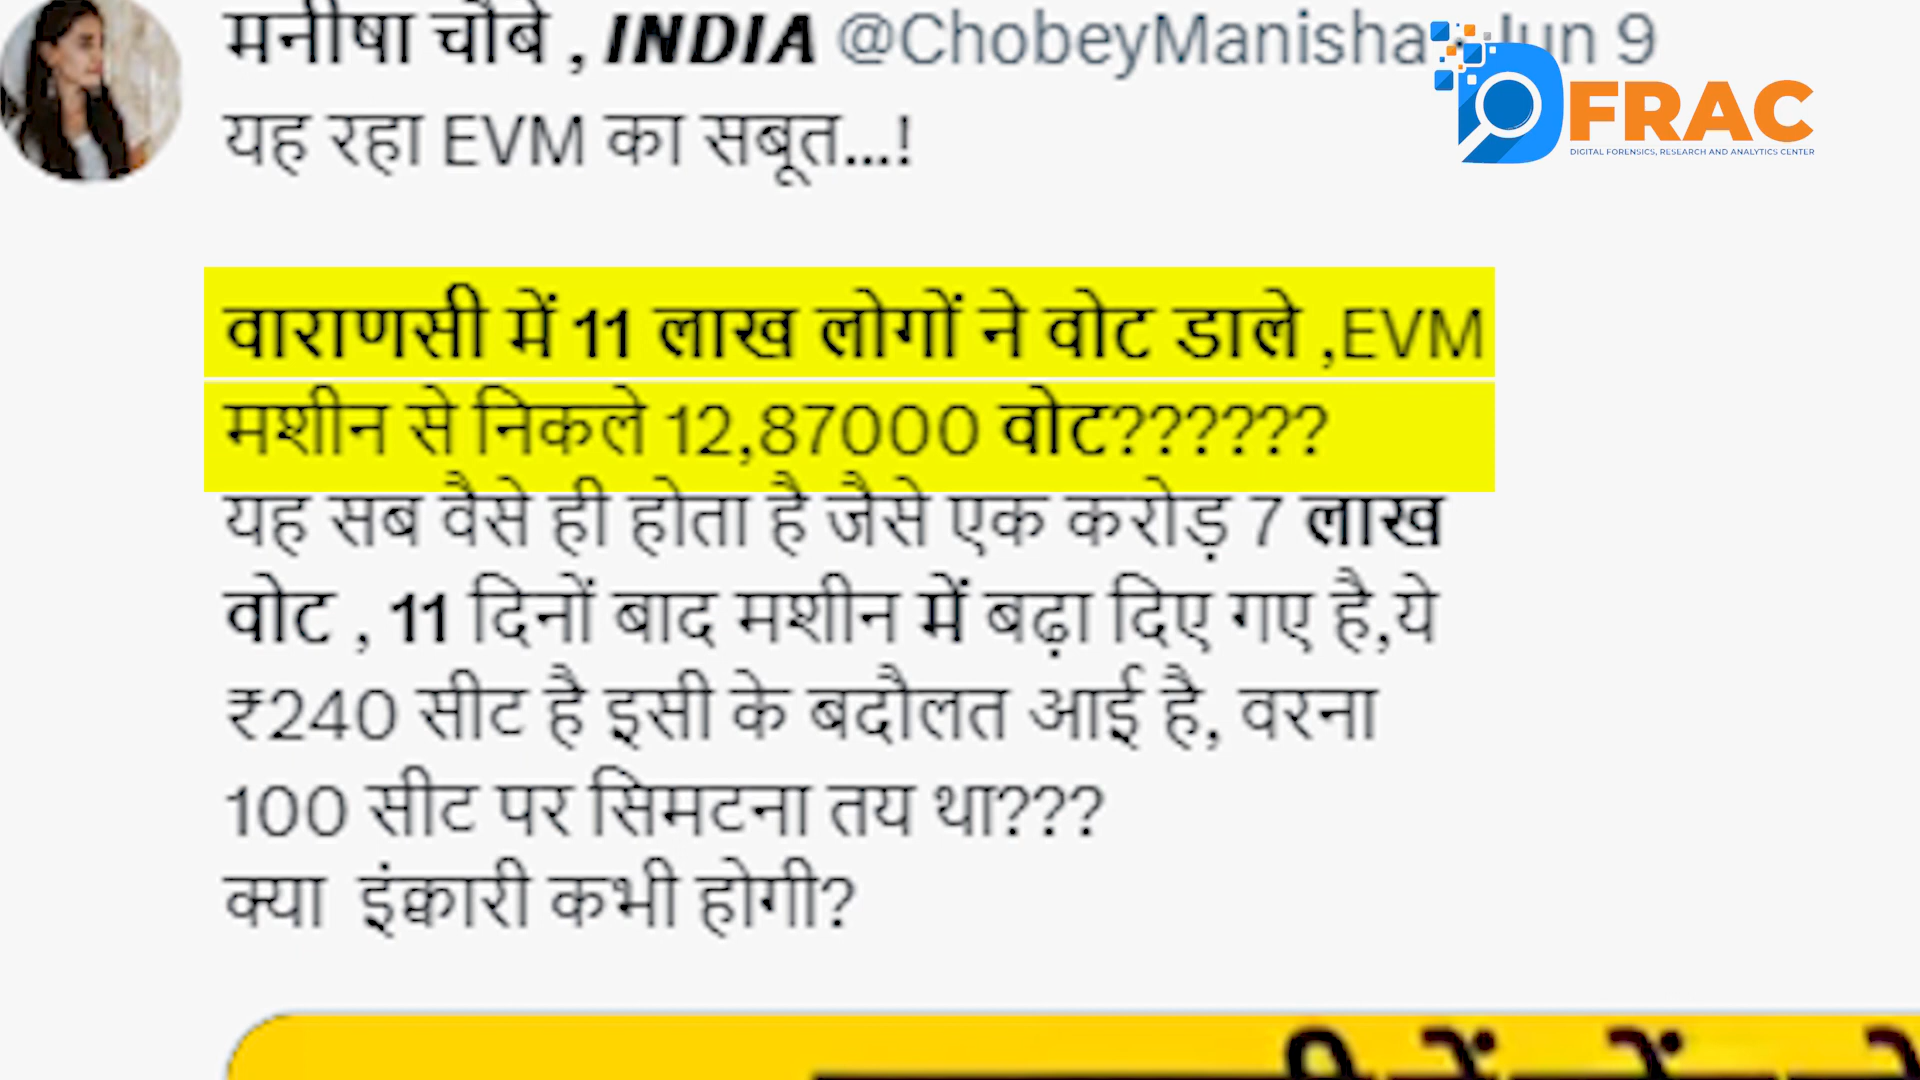 मनीषा चौबे , INDIA @ChobeyManisha · Jun 9
FRAC
DIGITAL FORENSICS, RESEARCH AND ANALYTICS CENTER
यह रहा EVM का सबूत...!
वाराणसी में 11 लाख लोगों ने वोट डाले ,EVM
मशीन से निकले 12,87000 वोट??????
यह सब वैसे ही होता है जैसे एक करोड़ 7 लाख
वोट , 11 दिनों बाद मशीन में बढ़ा दिए गए है,ये
₹240 सीट है इसी के बदौलत आई है, वरना
100 सीट पर सिमटना तय था???
क्या इंक्वारी कभी होगी?